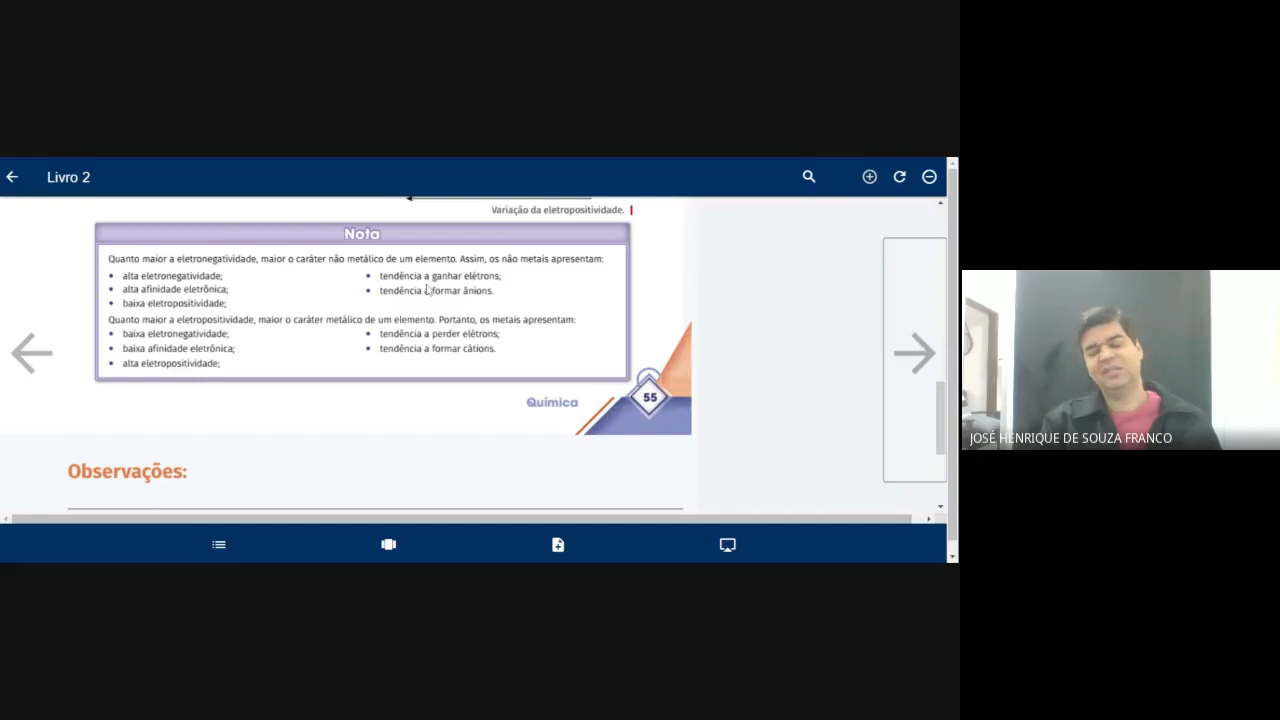 Livro 2
Variação da eletropositividade.
Nota
Quanto maior a eletronegatividade, maior o caráter não metálico de um elemento. Assim, os não metais apresentam:
• alta eletronegatividade;
• alta afinidade eletrônica;
• baixa eletropositividade;
• tendência a ganhar elétrons;
• tendência a formar ânions.
Quanto maior a eletropositividade, maior o caráter metálico de um elemento. Portanto, os metais apresentam:
• baixa eletronegatividade;
• baixa afinidade eletrônica;
• alta eletropositividade;
• tendência a perder elétrons;
• tendência a formar cátions.
Química
55
Observações:
JOSÉ HENRIQUE DE SOUZA FRANCO